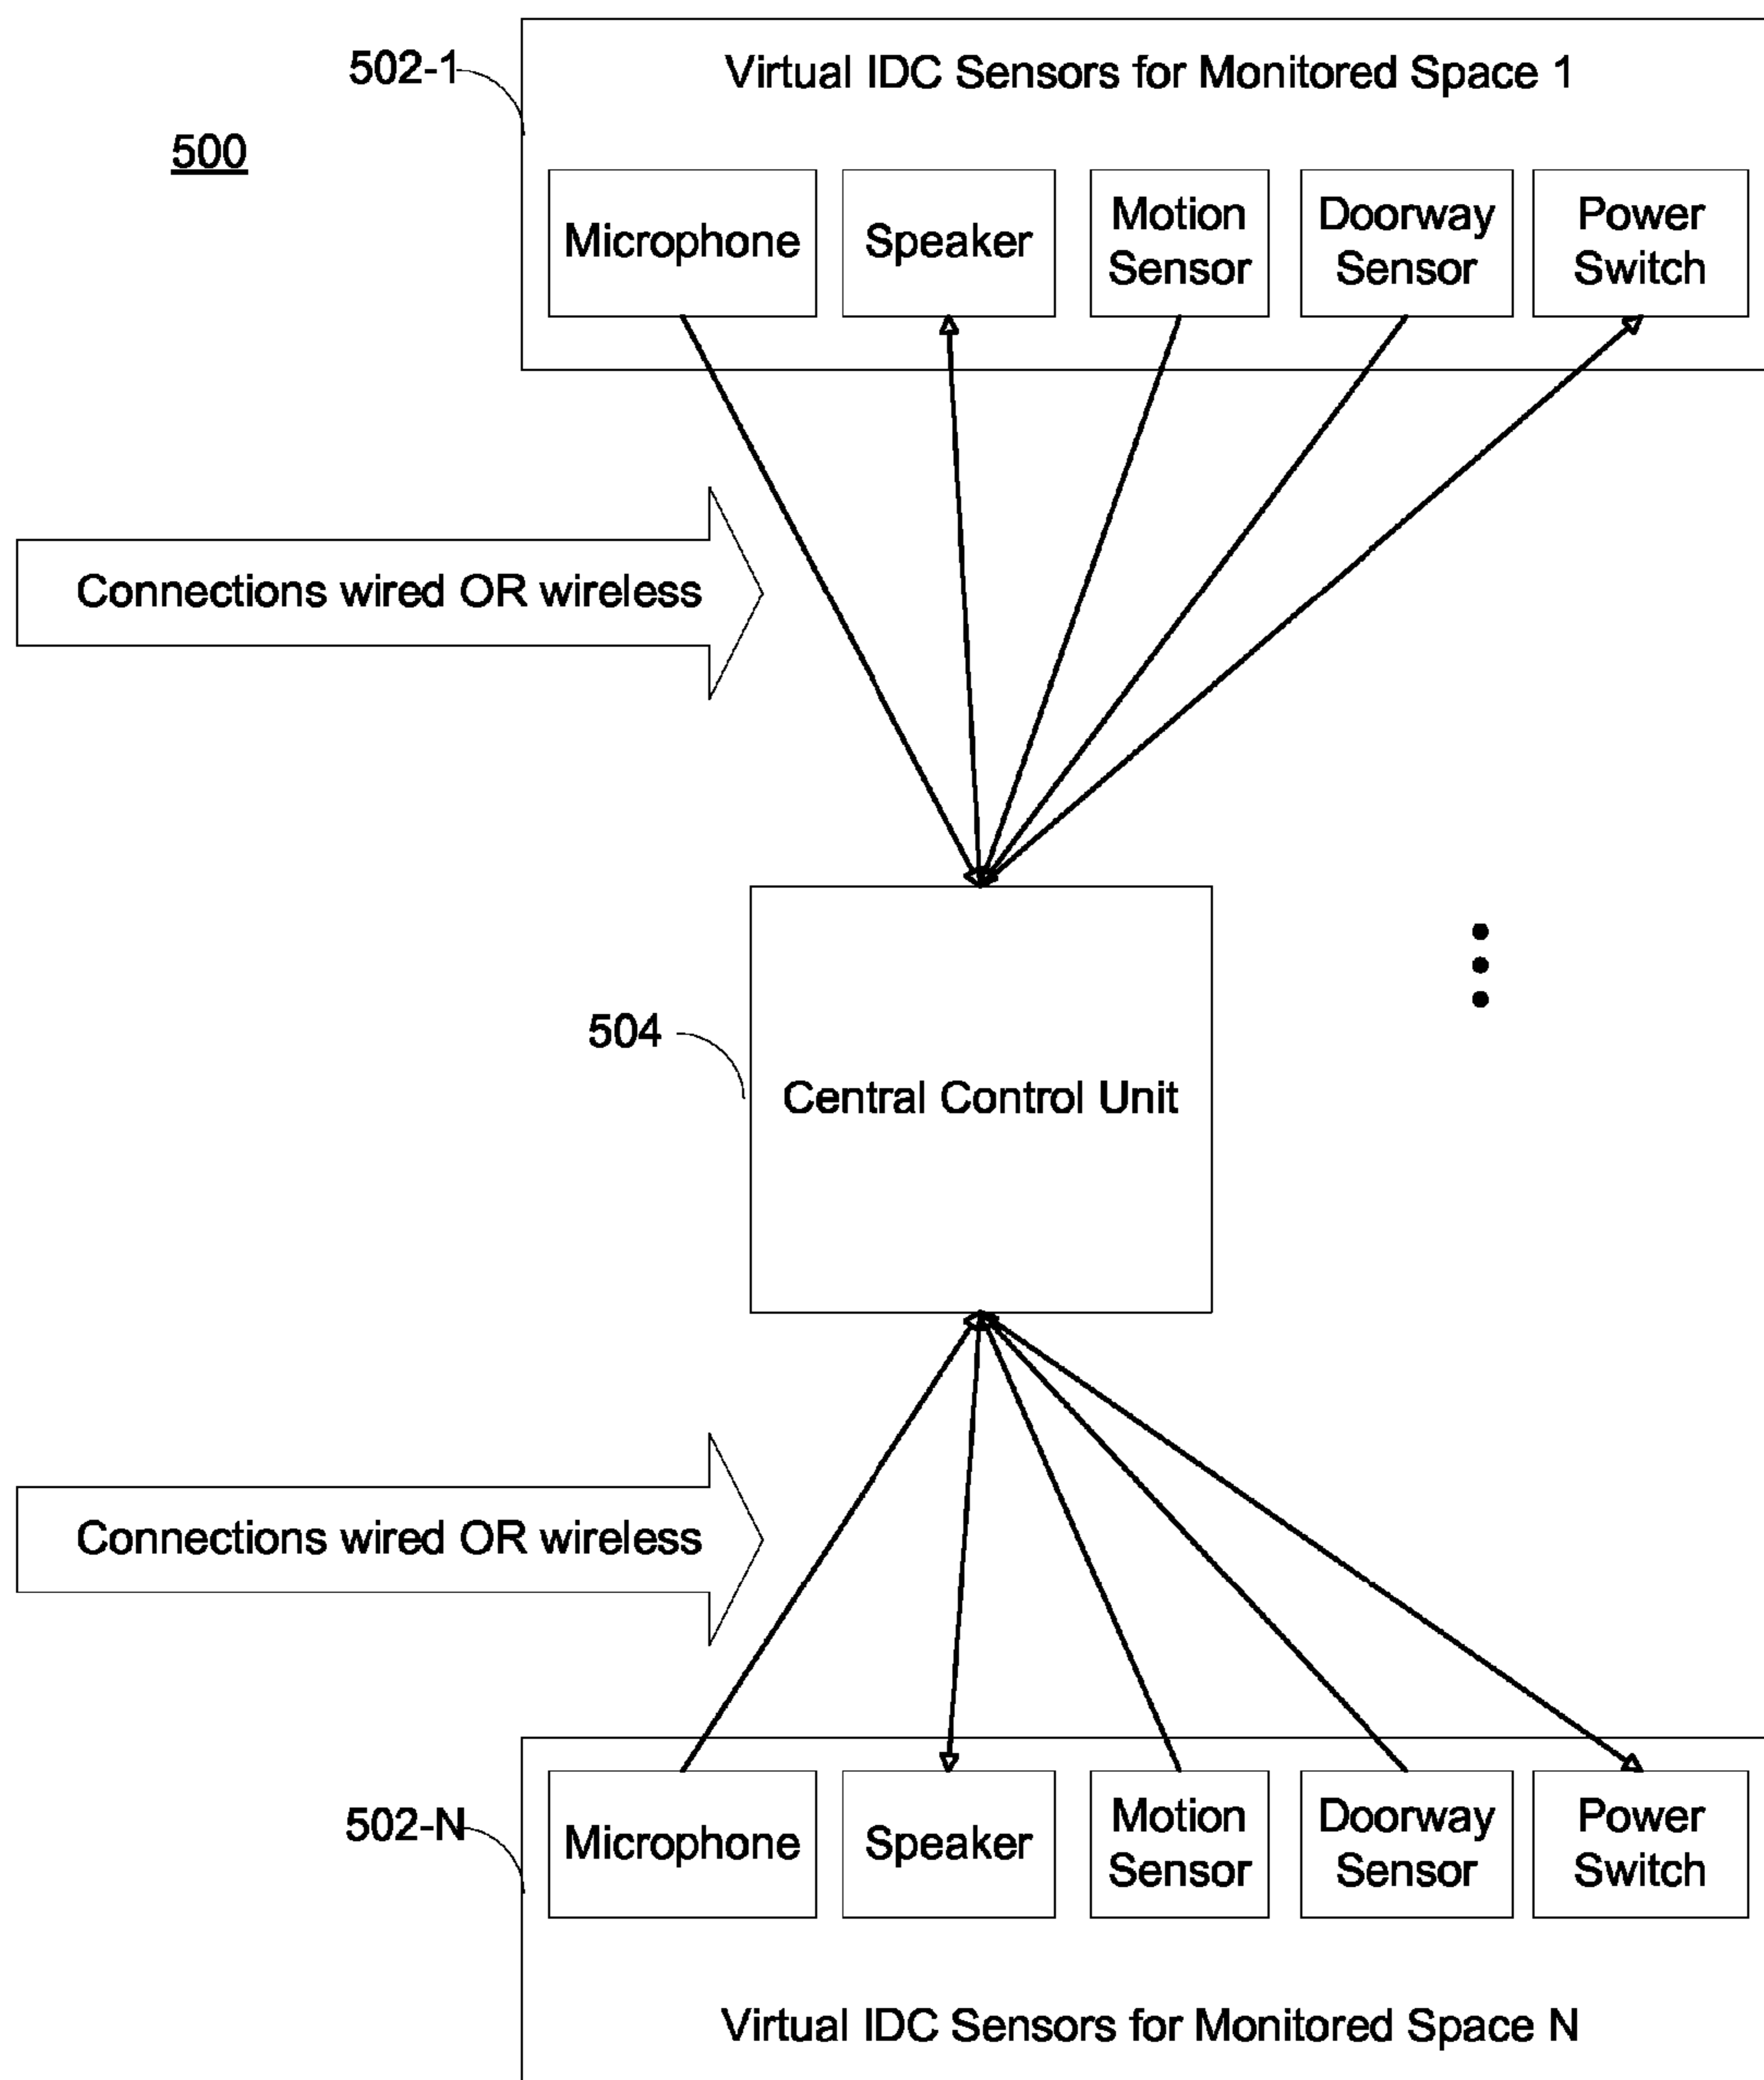 502-1
Virtual IDC Sensors for Monitored Space 1
500
Microphone
Speaker
Motion
Sensor
Doorway
Sensor
Power
Switch
Connections wired OR wireless
504
Central Control Unit
Connections wired OR wireless
502-N
Microphone
Speaker
Motion
Sensor
Doorway
Sensor
Power
Switch
Virtual IDC Sensors for Monitored Space N